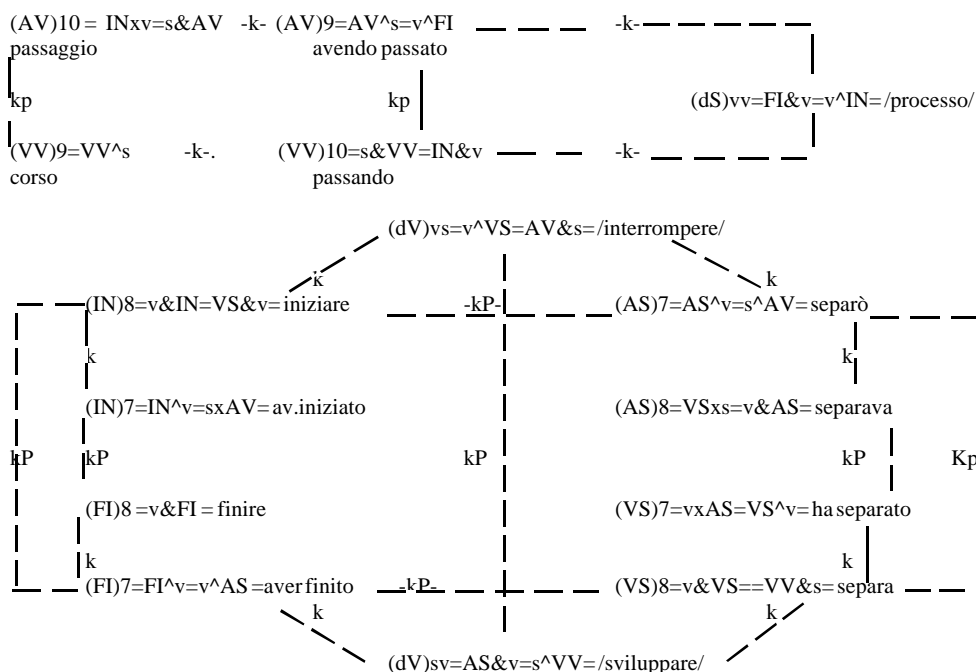 (AV)10 = INxv=s&AV -k- (AV)9=AV^s=v^FI -k-
passaggio avendo passato
kp kp (dS)vv=FI&v=v^IN= /processo/
(VV)9=VV^s -k-. (VV)10=s&VV=IN&v -k-
corso passando
(dV)vs=v^VS=AV&s= /interrompere/
k k
(IN)8=v&IN=VS&v= iniziare -kP- (AS)7=AS^v=s^AV= separò
k k
(IN)7=IN^v=sxAV= av.iniziato (AS)8=VSxs=v&AS= separava
kP kP kP kP Kp
(FI)8 =v&FI = finire (VS)7=vxAS=VS^v= ha separato
k k
(FI)7=FI^v=v^AS =aver finito -kP- (VS)8=v&VS==VV&s= separa
k k
(dV)sv=AS&v=s^VV= /sviluppare/